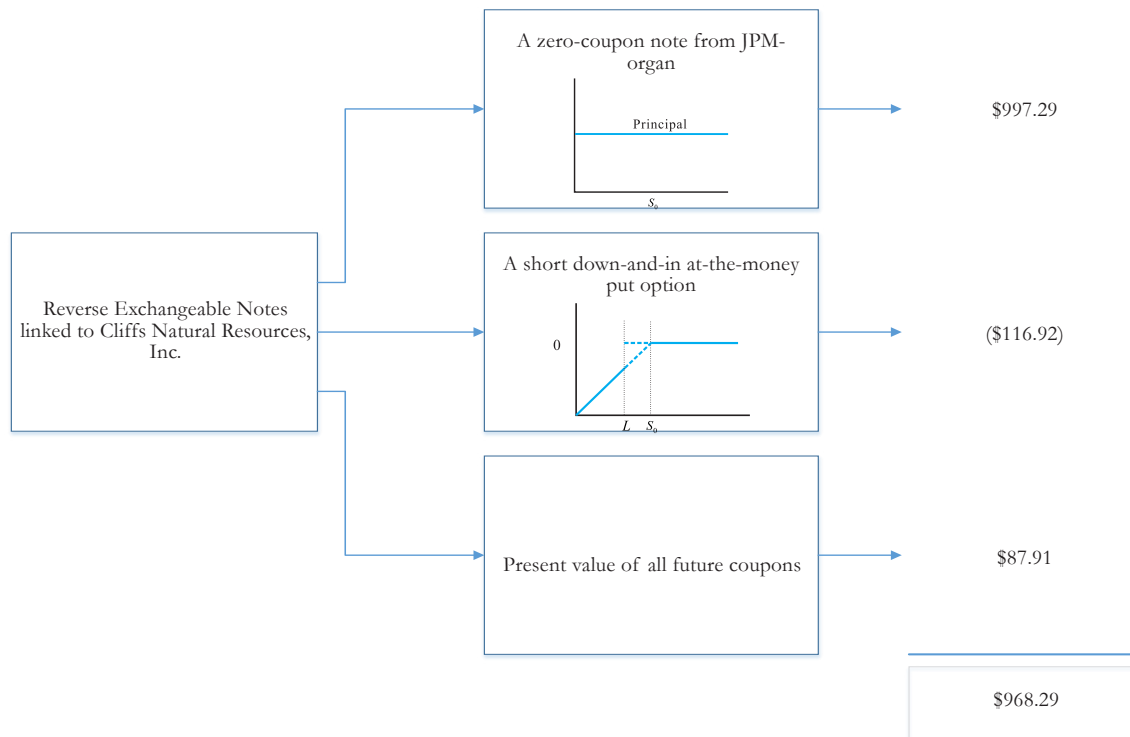 A zero-coupon note from JPM-
organ
Principal
S₀
$997.29
Reverse Exchangeable Notes
linked to Cliffs Natural Resources,
Inc.
A short down-and-in at-the-money
put option
0
L S₀
($116.92)
Present value of all future coupons
$87.91
$968.29